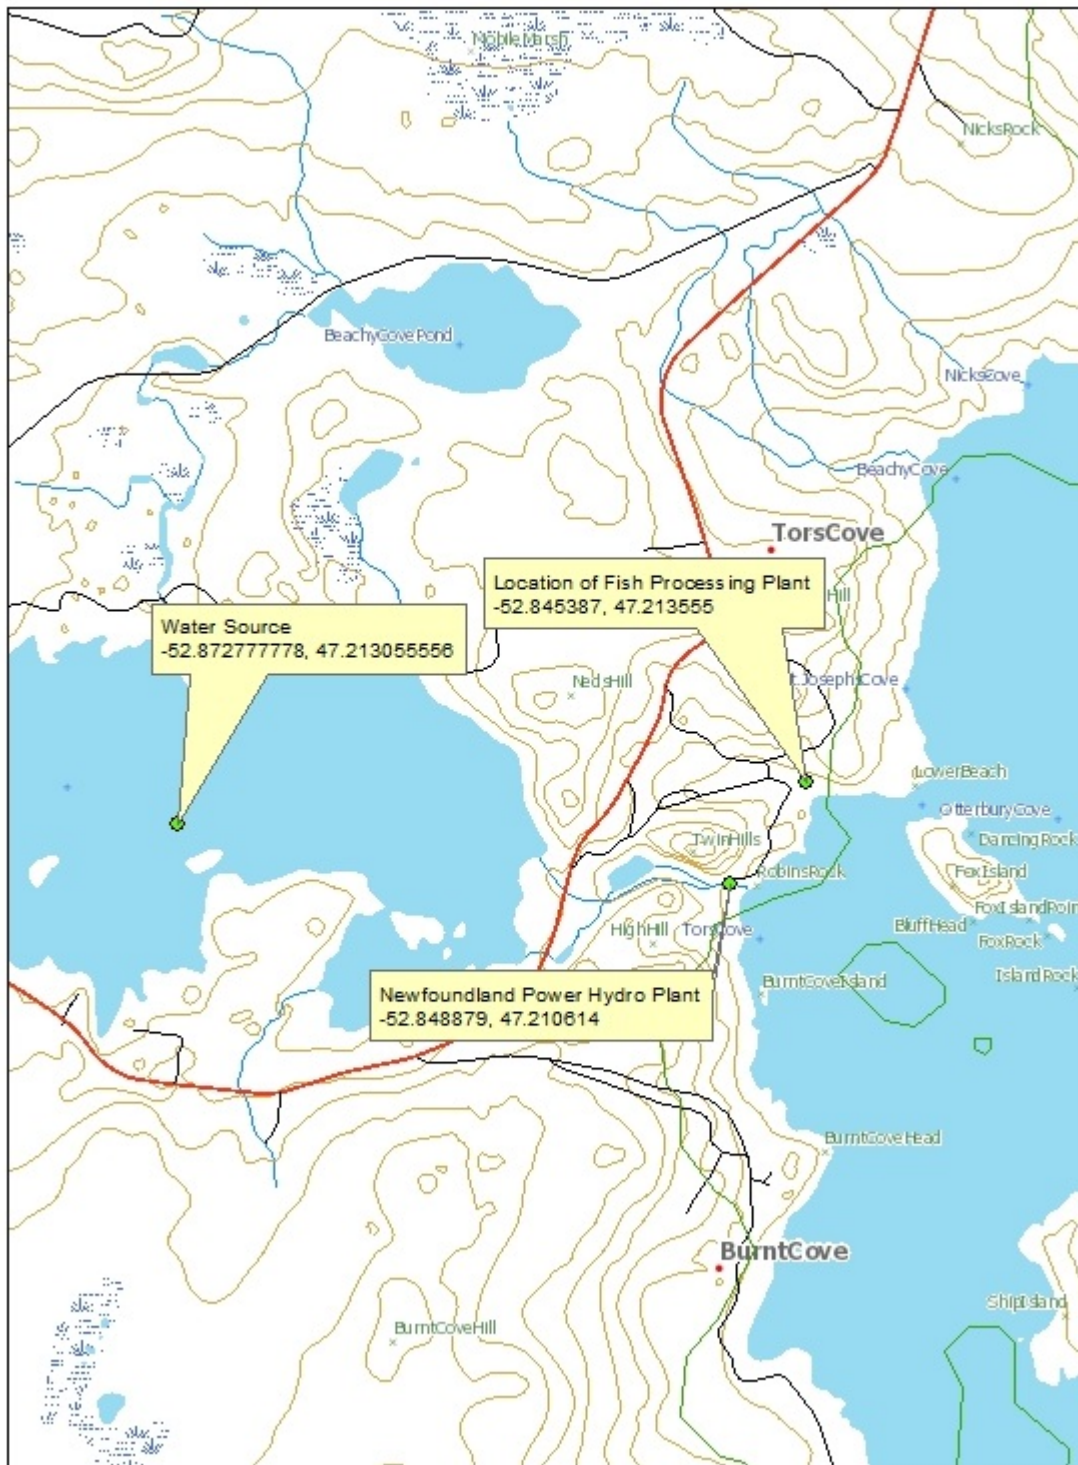 NobleMarsh
NicksRock
BeachyCovePond
NicksCove
BeachyCove
TorsCove
Location of Fish Processing Plant
-52.845387, 47.213555
Hill
Water Source
-52.872777778, 47.213055556
NedsHill
t.JosephsCove
LowerBeach
OtterburyCove
DancingRock
TwinHills
RobinsRock
FoxIsland
FoxIslandPoin
BluffHead
HighHill
TorsCove
FoxRock
IslandRock
BurntCoveIsland
Newfoundland Power Hydro Plant
-52.848879, 47.210614
BurntCoveHead
BurntCove
ShipIsland
BurntCoveHill